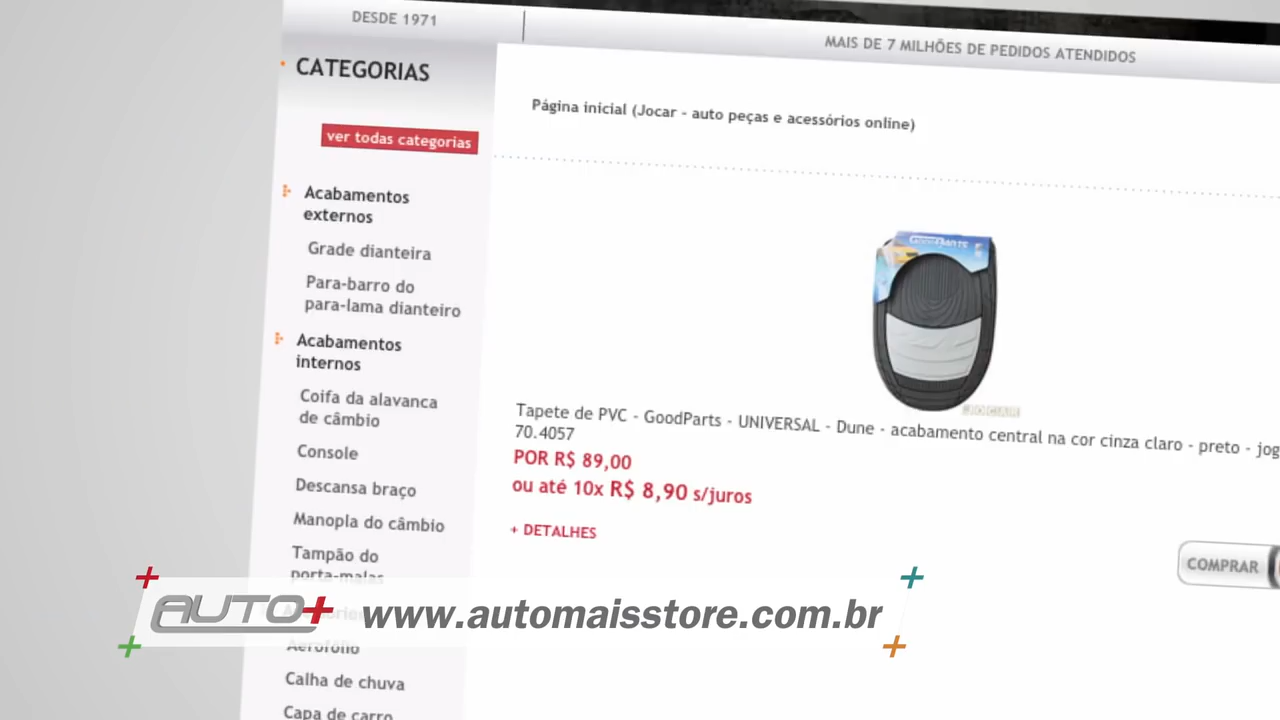 DESDE 1971
MAIS DE 7 MILHÕES DE PEDIDOS ATENDIDOS
CATEGORIAS
ver todas categorias
Acabamentos
externos
Grade dianteira
Para-barro do
para-lama dianteiro
Acabamentos
internos
Coifa da alavanca
de câmbio
Console
Descansa braço
Manopla do câmbio
Tampão do
porta-malas
Aerofólio
Calha de chuva
Capa de carro
Página inicial (Jocar - auto peças e acessórios online)
GOODPARTS
JOCAR
Tapete de PVC - GoodParts - UNIVERSAL - Dune - acabamento central na cor cinza claro - preto - jog
70.4057
POR R$ 89,00
ou até 10x R$ 8,90 s/juros
+ DETALHES
COMPRAR
AUTO+
www.automaisstore.com.br